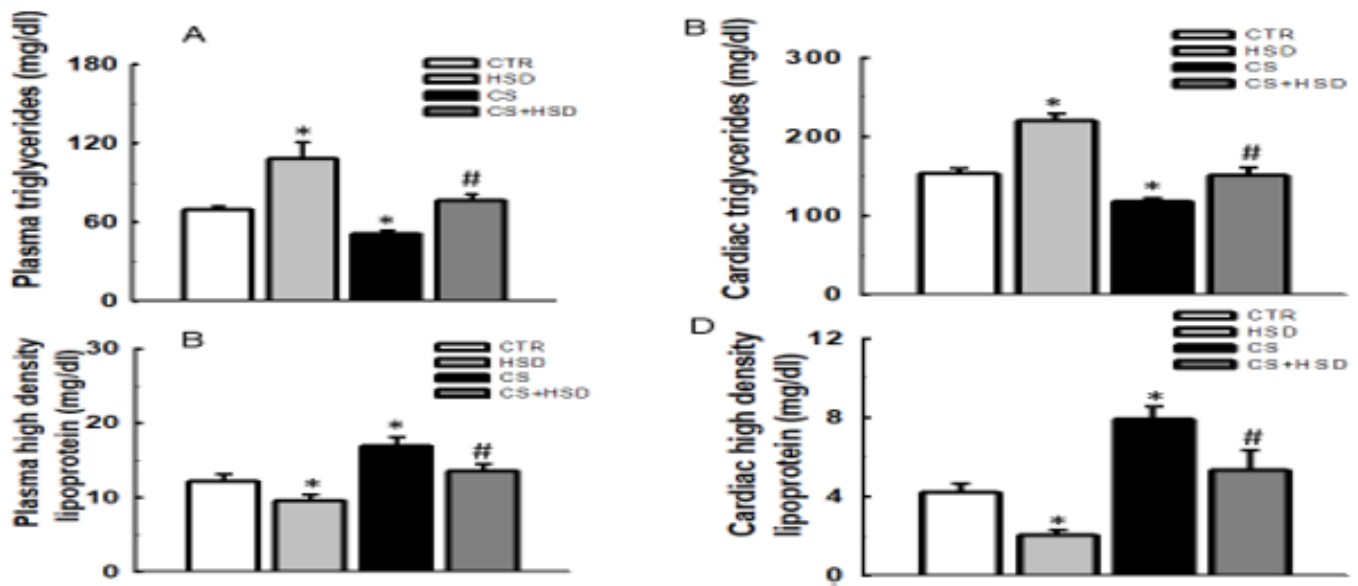 A
Plasma triglycerides (mg/dl)
180
120
60
0
CTR
HSD
CS
CS+HSD
*
*
#
B
Cardiac triglycerides (mg/dl)
300
200
100
0
CTR
HSD
CS
CS+HSD
*
*
#
B
Plasma high density
lipoprotein (mg/dl)
30
20
10
0
CTR
HSD
CS
CS+HSD
*
*
#
D
Cardiac high density
lipoprotein (mg/dl)
12
8
4
0
CTR
HSD
CS
CS+HSD
*
*
#